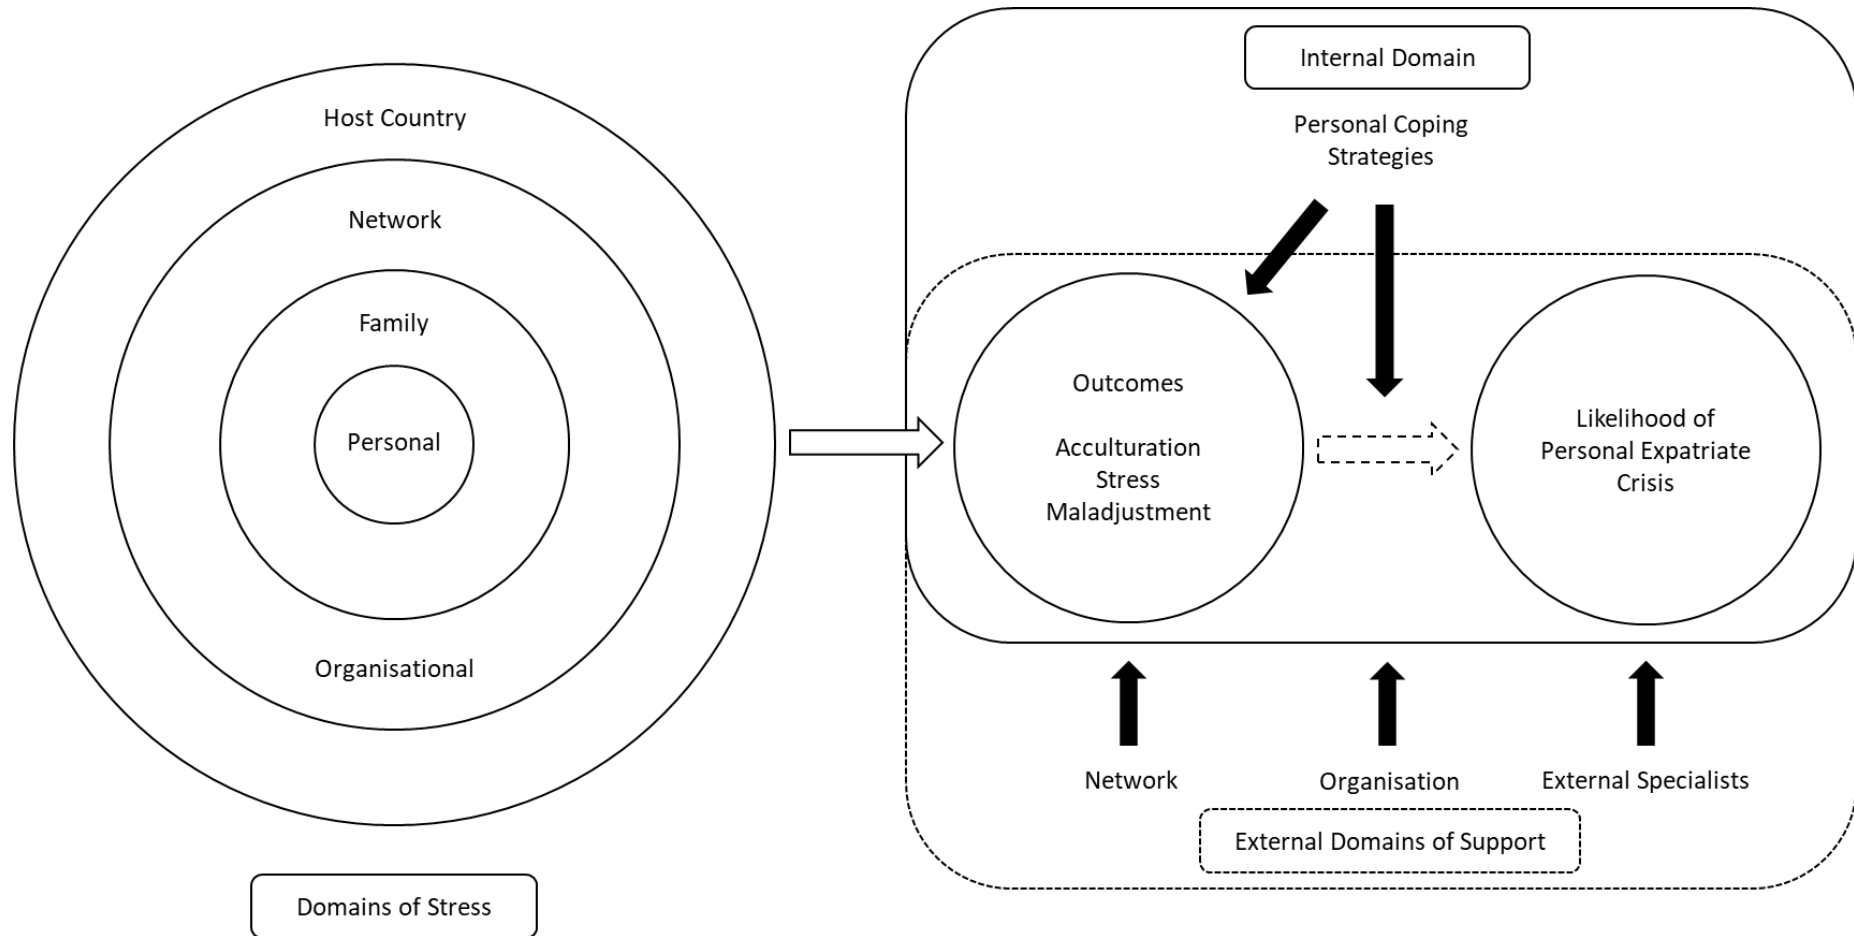 Host Country
Network
Family
Personal
Organisational
Domains of Stress
Internal Domain
Personal Coping
Strategies
Outcomes
Acculturation
Stress
Maladjustment
Likelihood of
Personal Expatriate
Crisis
Network
Organisation
External Specialists
External Domains of Support